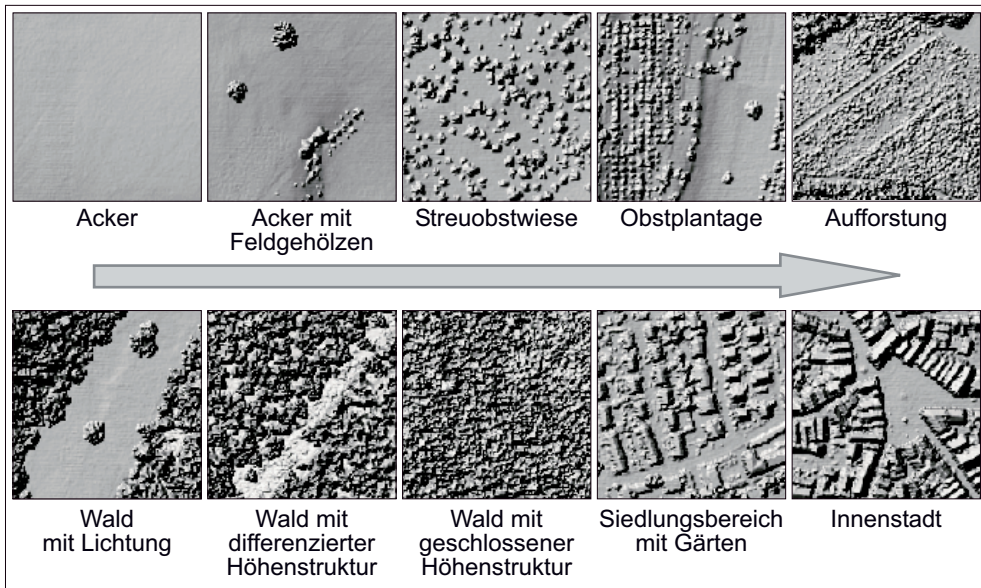 Acker
Acker mit
Feldgehölzen
Streuobstwiese
Obstplantage
Aufforstung
Wald
mit Lichtung
Wald mit
differenzierter
Höhenstruktur
Wald mit
geschlossener
Höhenstruktur
Siedlungsbereich
mit Gärten
Innenstadt